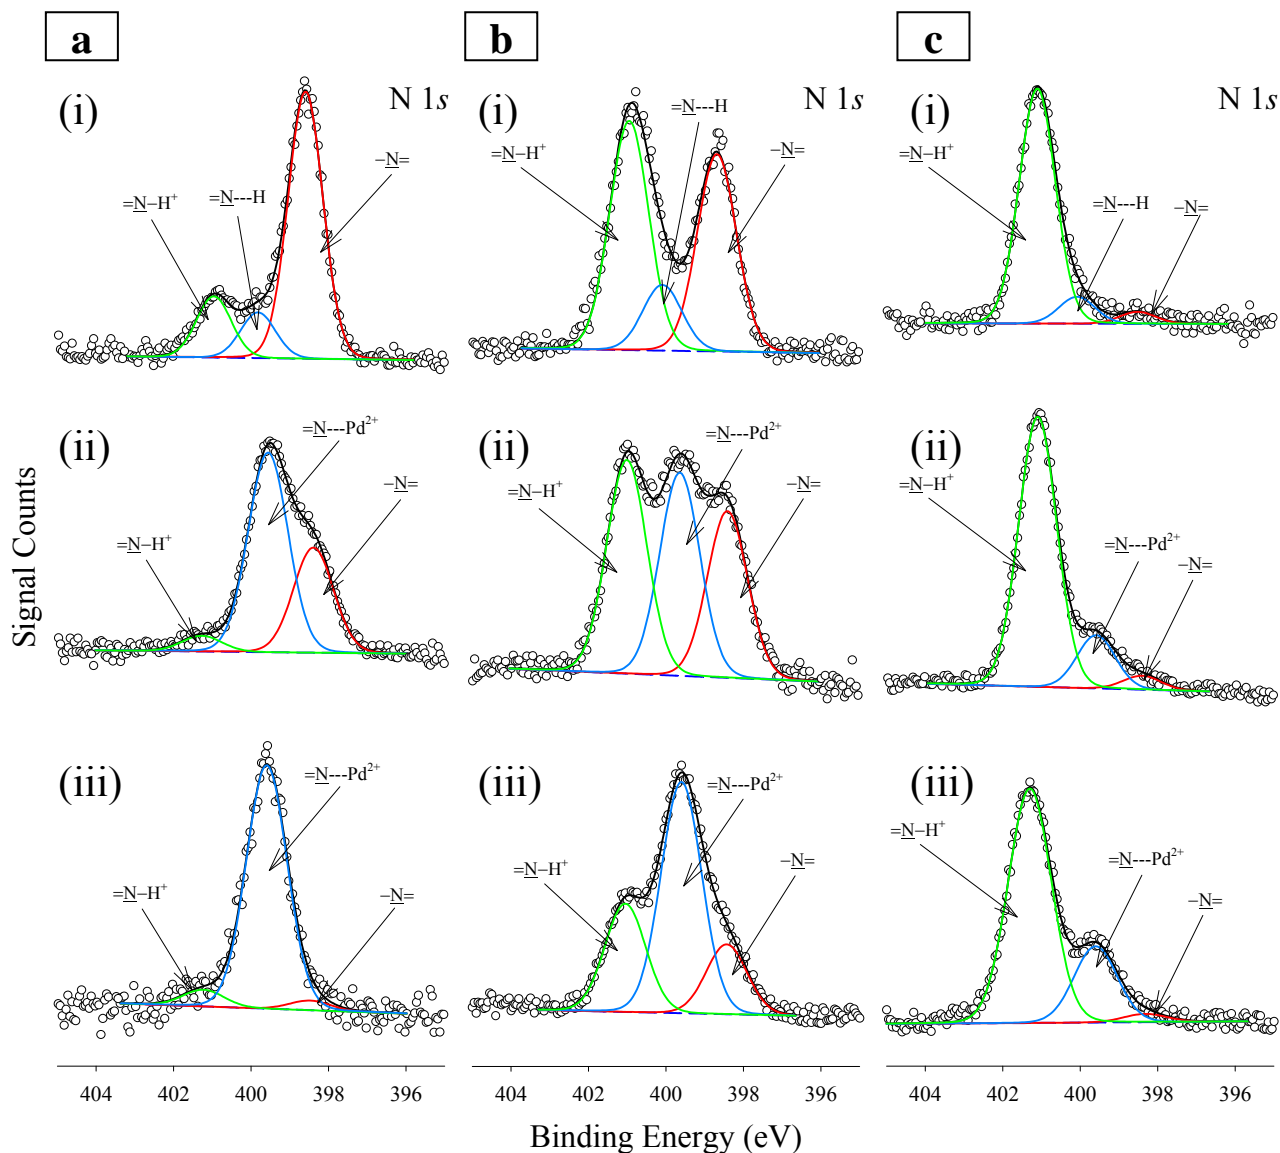 a
b
c
(i)
N 1s
=N–H⁺
=N---H
–N=
(i)
=N–H⁺
=N---H
–N=
(i)
N 1s
N 1s
=N–H⁺
=N---H
–N=
(ii)
=N---Pd²⁺
–N=
=N–H⁺
(ii)
=N---Pd²⁺
=N–H⁺
–N=
(ii)
=N–H⁺
=N---Pd²⁺
–N=
(iii)
=N---Pd²⁺
=N–H⁺
–N=
(iii)
=N---Pd²⁺
=N–H⁺
–N=
(iii)
=N–H⁺
=N---Pd²⁺
–N=
Signal Counts
404 402 400 398 396
404 402 400 398 396
404 402 400 398 396
Binding Energy (eV)